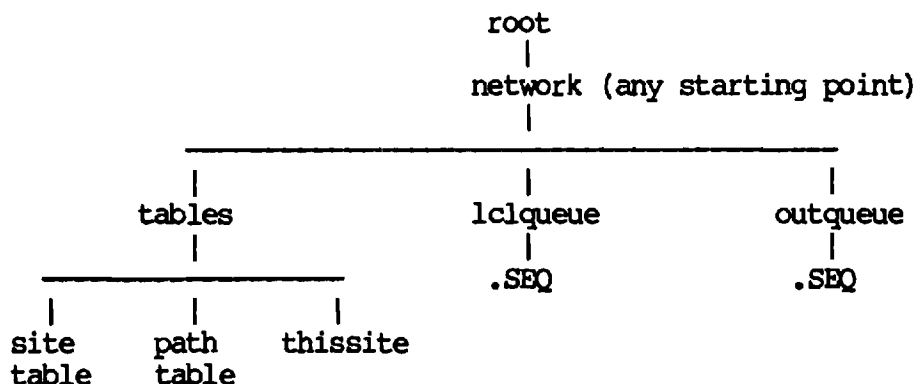 root
network (any starting point)
tables lclqueue outqueue
.SEQ .SEQ
site path thissite
table table